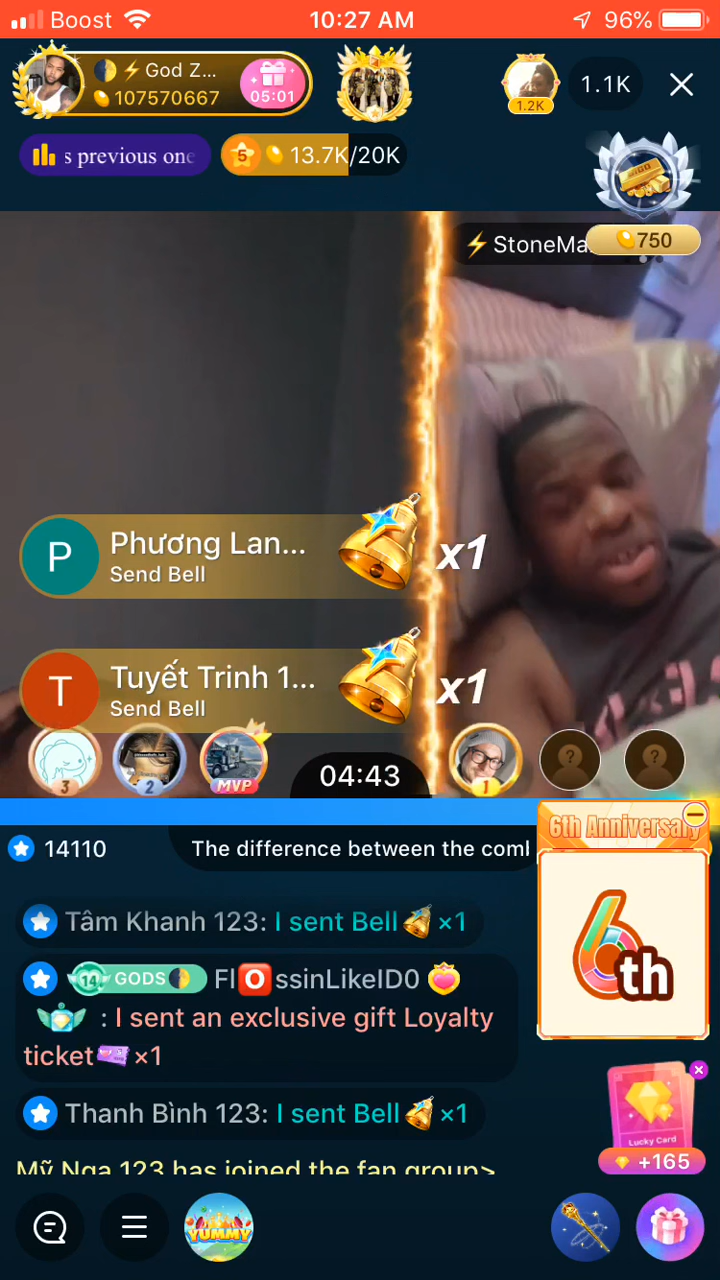 Boost 10:27 AM 96%
God Z...
107570667
05:01
1.2K
1.1K
s previous one
5 13.7K/20K
StoneMa
750
P Phương Lan...
Send Bell
x1
T Tuyết Trinh 1...
Send Bell
x1
3 2 MVP
04:43
1
? ?
14110
The difference between the com
6th Anniversary
6th
Tâm Khanh 123: I sent Bell ×1
14 GODS Fl🅾️ssinLikeID0
: I sent an exclusive gift Loyalty
ticket ×1
Thanh Bình 123: I sent Bell ×1
Lucky Card
+165
Mỹ Nga 123 has joined the fan group>
YUMMY